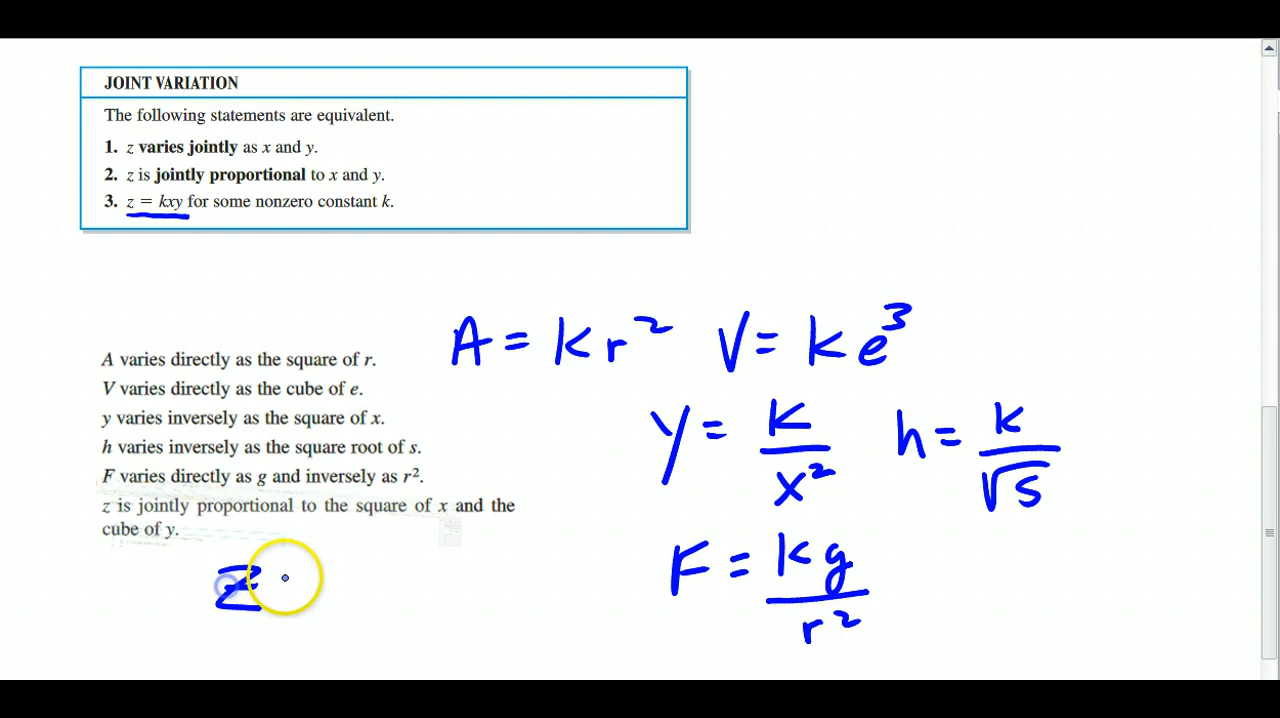 JOINT VARIATION
The following statements are equivalent.
1. z varies jointly as x and y.
2. z is jointly proportional to x and y.
3. z = kxy for some nonzero constant k.
A = kr² V = ke³
A varies directly as the square of r.
V varies directly as the cube of e.
y varies inversely as the square of x.
h varies inversely as the square root of s.
F varies directly as g and inversely as r².
z is jointly proportional to the square of x and the
cube of y.
y = k/x² h = k/√s
F = kg/r²
z